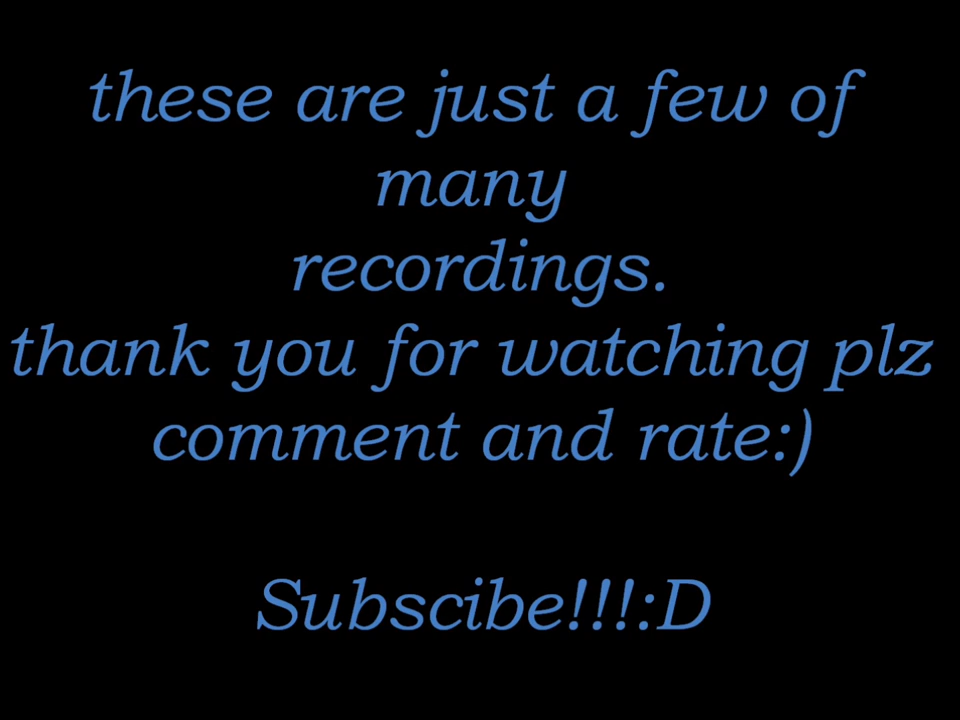 these are just a few of
many
recordings.
thank you for watching plz
comment and rate:)
Subscibe!!!:D